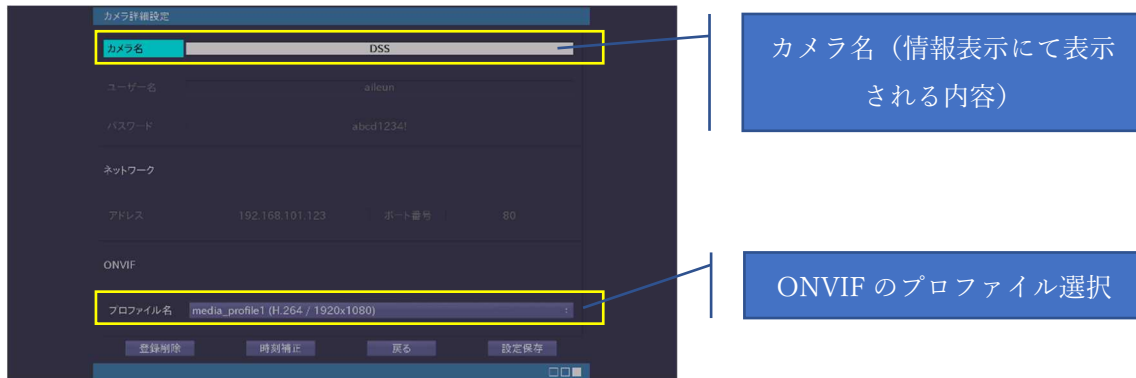 カメラ詳細設定
カメラ名 DSS
ユーザー名 aileun
パスワード abcd1234!
ネットワーク
アドレス 192.168.101.123 ポート番号 80
ONVIF
プロファイル名 media_profile1 (H.264 / 1920x1080)
登録削除 時刻補正 戻る 設定保存
カメラ名（情報表示にて表示
される内容）
ONVIF のプロファイル選択